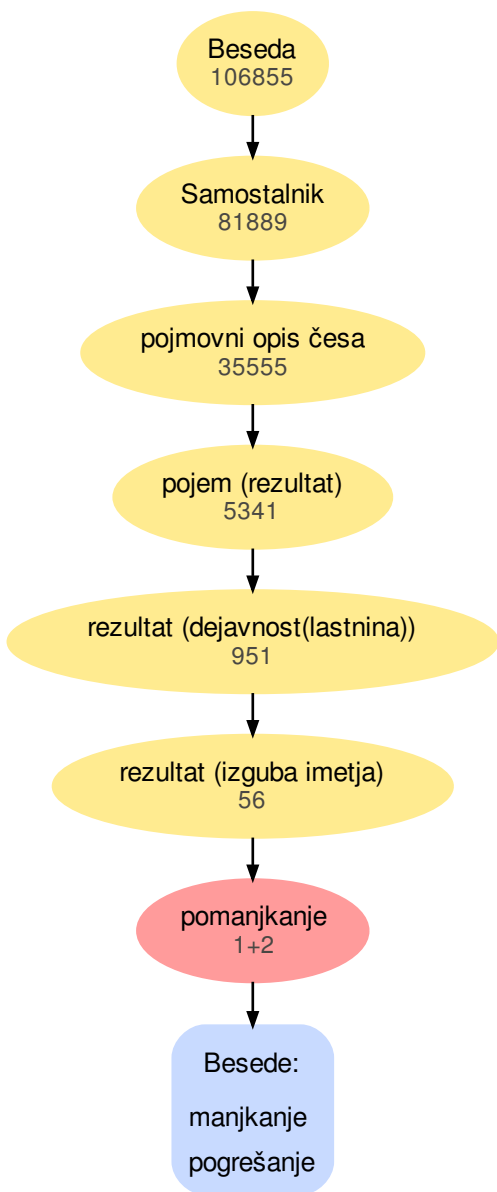 Beseda
106855
Samostalnik
81889
pojmovni opis česa
35555
pojem (rezultat)
5341
rezultat (dejavnost(lastnina))
951
rezultat (izguba imetja)
56
pomanjkanje
1+2
Besede:
manjkanje
pogrešanje